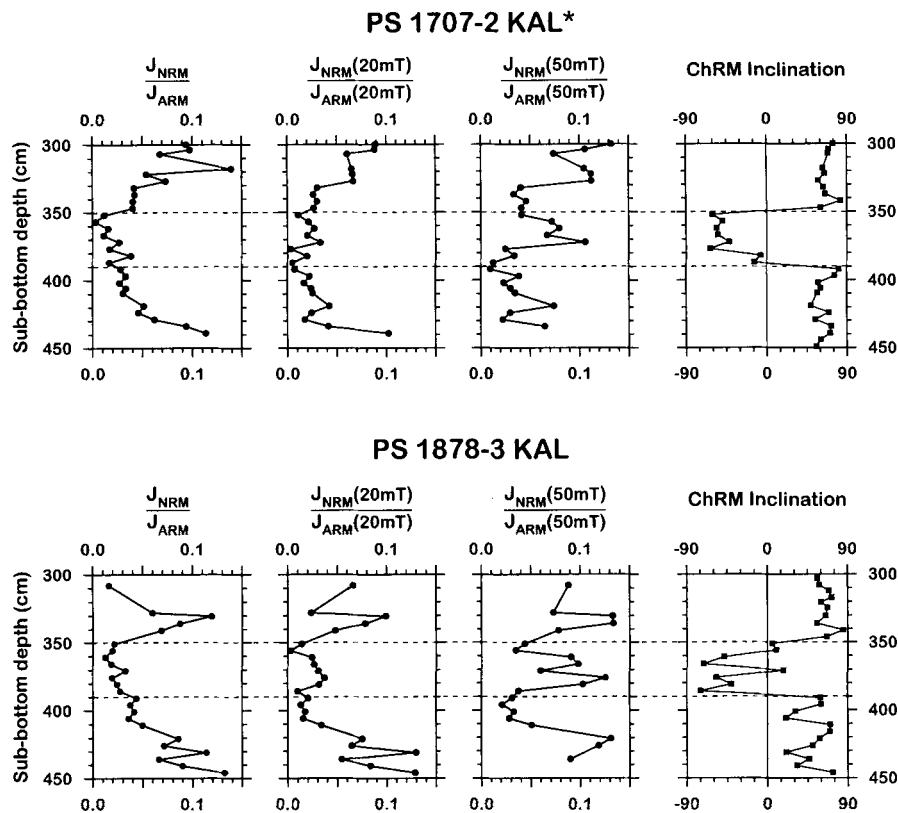 PS 1707-2 KAL*
J_NRM J_NRM(20mT) J_NRM(50mT) ChRM Inclination
J_ARM J_ARM(20mT) J_ARM(50mT)
0.0 0.1 0.0 0.1 0.0 0.1 -90 0 90
Sub-bottom depth (cm)
300 300
350 350
400 400
450 450
0.0 0.1 0.0 0.1 0.0 0.1 -90 0 90
PS 1878-3 KAL
J_NRM J_NRM(20mT) J_NRM(50mT) ChRM Inclination
J_ARM J_ARM(20mT) J_ARM(50mT)
0.0 0.1 0.0 0.1 0.0 0.1 -90 0 90
Sub-bottom depth (cm)
300 300
350 350
400 400
450 450
0.0 0.1 0.0 0.1 0.0 0.1 -90 0 90